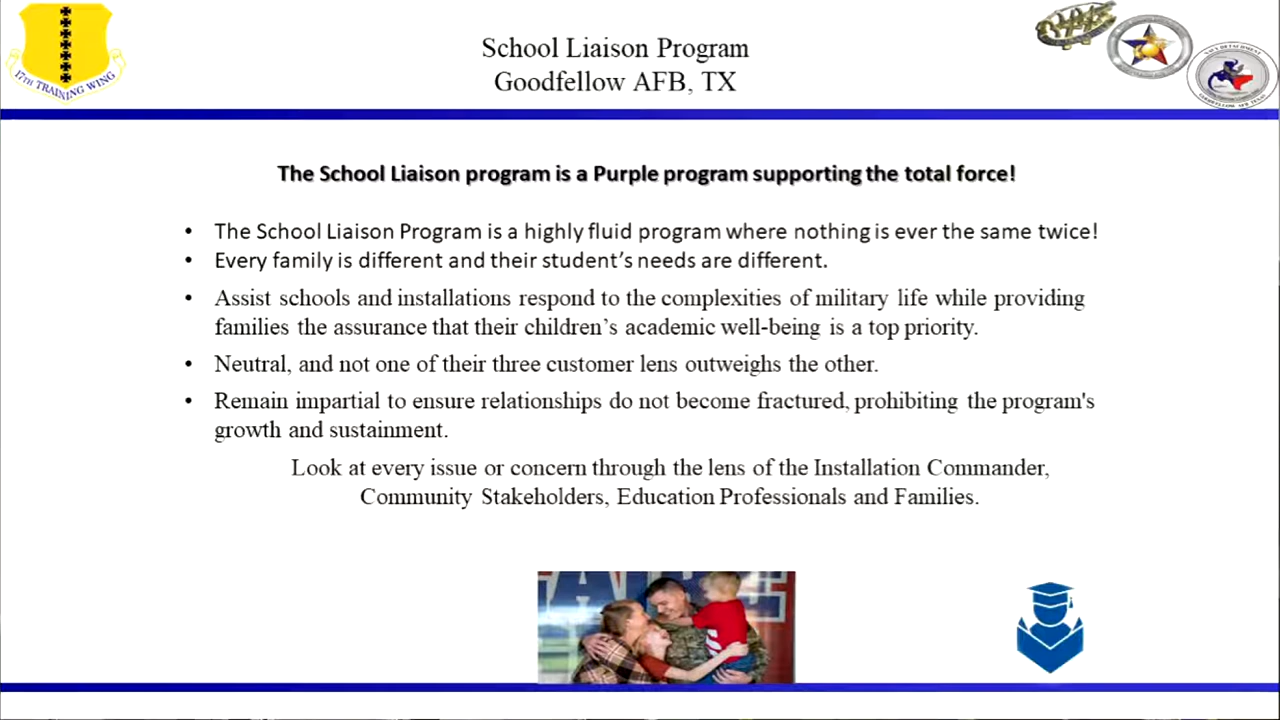 School Liaison Program
Goodfellow AFB, TX
17TH TRAINING WING
The School Liaison program is a Purple program supporting the total force!
• The School Liaison Program is a highly fluid program where nothing is ever the same twice!
• Every family is different and their student's needs are different.
• Assist schools and installations respond to the complexities of military life while providing
families the assurance that their children's academic well-being is a top priority.
• Neutral, and not one of their three customer lens outweighs the other.
• Remain impartial to ensure relationships do not become fractured, prohibiting the program's
growth and sustainment.
Look at every issue or concern through the lens of the Installation Commander,
Community Stakeholders, Education Professionals and Families.